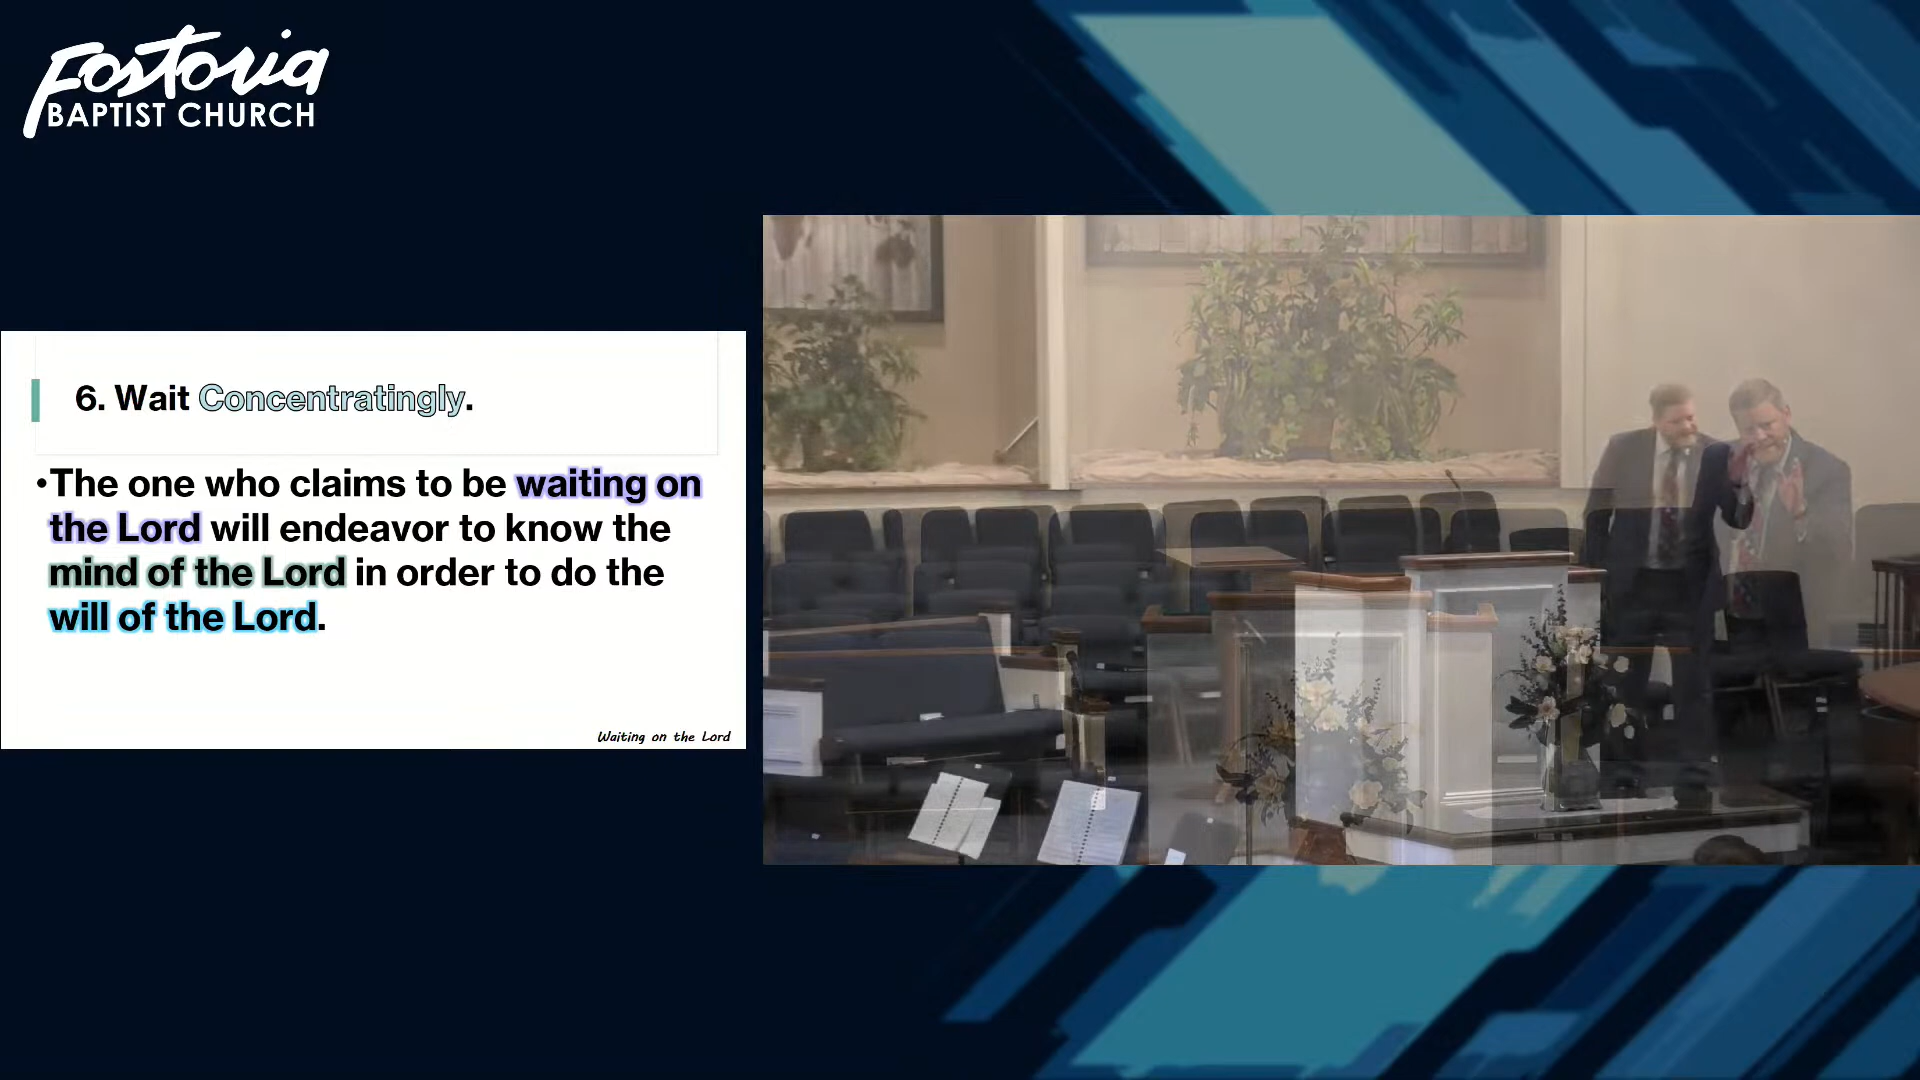 Fostoria
BAPTIST CHURCH
6. Wait Concentratingly.
•The one who claims to be waiting on
the Lord will endeavor to know the
mind of the Lord in order to do the
will of the Lord.
Waiting on the Lord